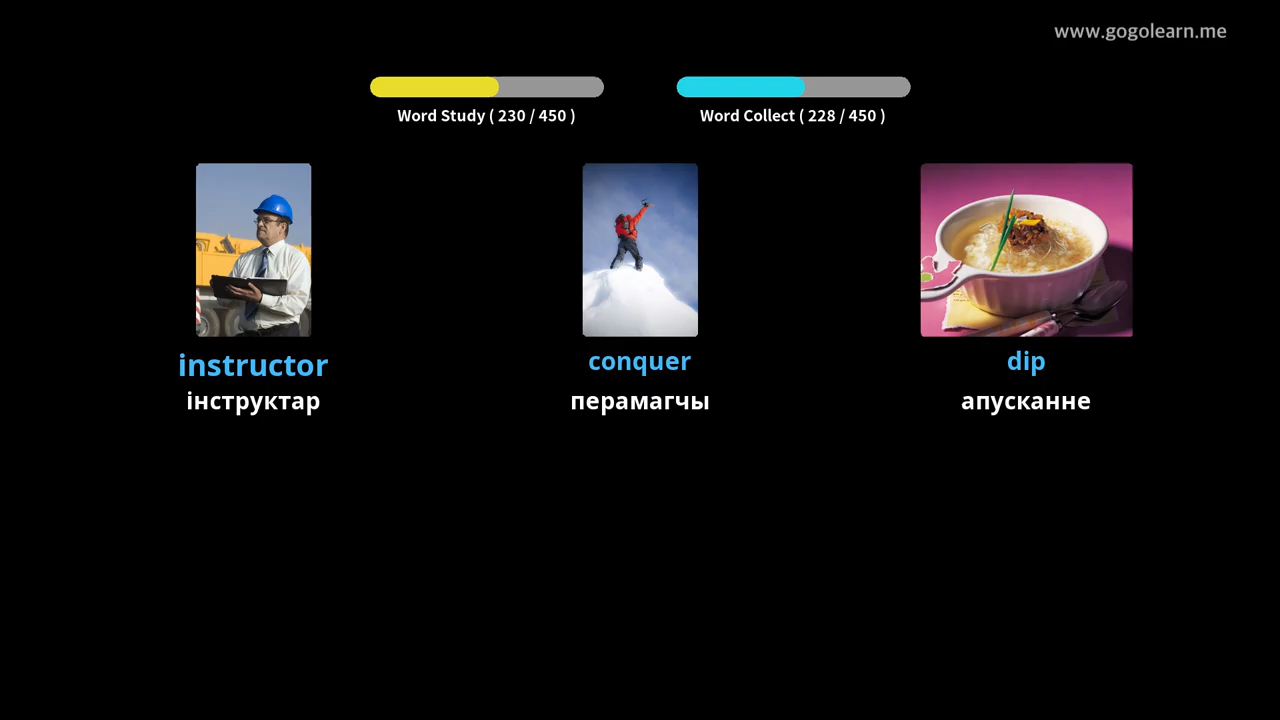 www.gogolearn.me
Word Study ( 230 / 450 )
Word Collect ( 228 / 450 )
instructor
інструктар
conquer
перамагчы
dip
апусканне